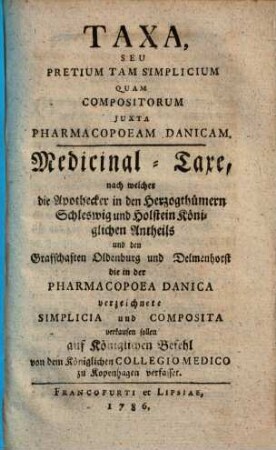 TAXA,
SEU
PRETIUM TAM SIMPLICIUM
QUAM
COMPOSITORUM
JUXTA
PHARMACOPOEAM DANICAM.
Medicinal-Taxe,
nach welcher
die Apothecker in den Herzogthümern
Schleswig und Holstein Köni-
glichen Antheils
und den
Grafschaften Oldenburg und Delmenhorst
die in der
PHARMACOPOEA DANICA
verzeichnete
SIMPLICIA und COMPOSITA
verkaufen sollen
auf Königlichen Befehl
von dem Königlichen COLLEGIO MEDICO
zu Kopenhagen verfasset.
FRANCOFURTI et LIPSIAE,
1786,